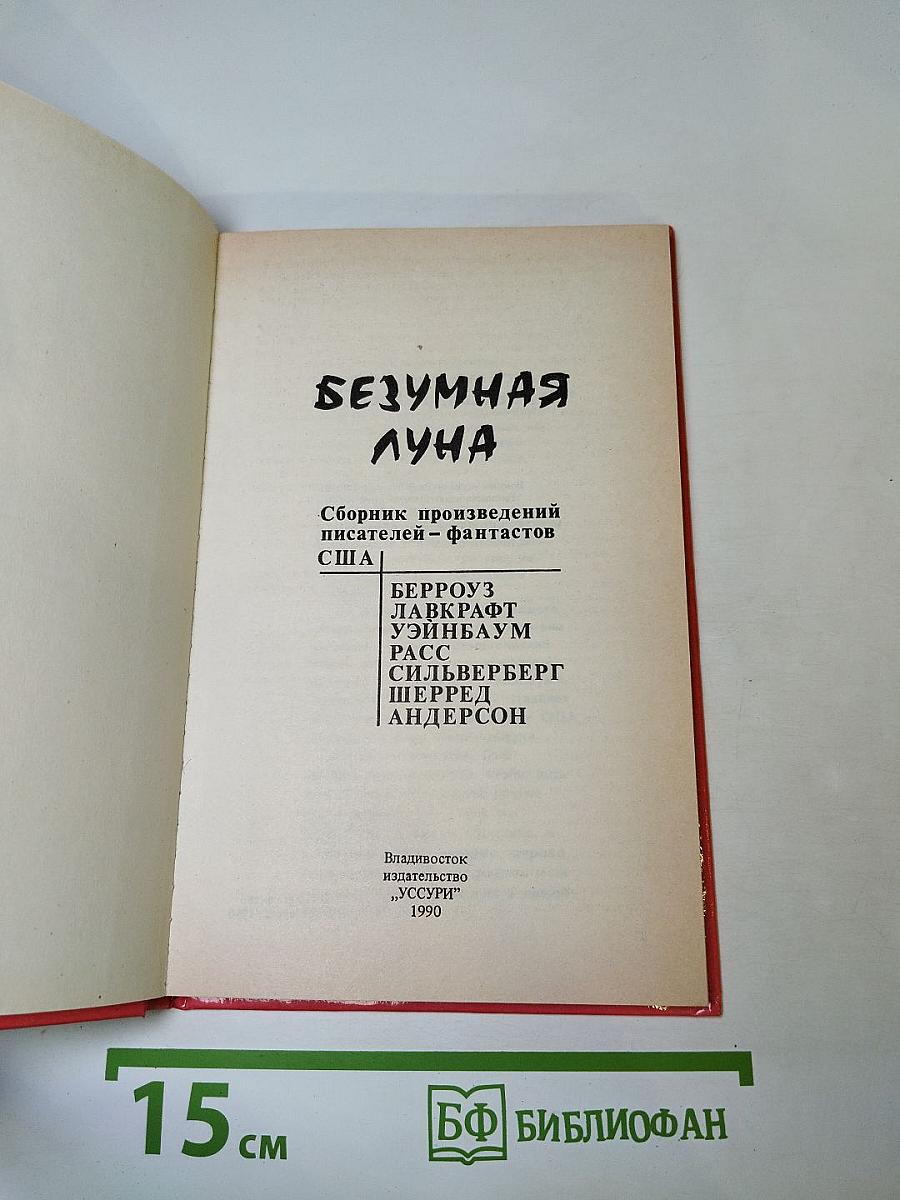 БЕЗУМНАЯ
ЛУНА
Сборник произведений
писателей – фантастов
США
БЕРРОУЗ
ЛАВКРАФТ
УЭЙНБАУМ
РАСС
СИЛЬВЕРБЕРГ
ШЕРРЕД
АНДЕРСОН
Владивосток
издательство
„УССУРИ”
1990
15 см
БФ БИБЛИОФАН